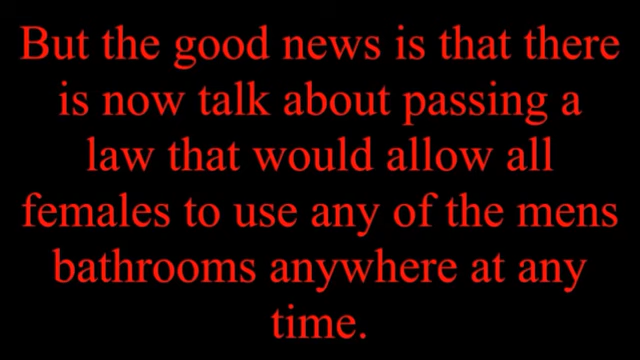 But the good news is that there
is now talk about passing a
law that would allow all
females to use any of the mens
bathrooms anywhere at any
time.